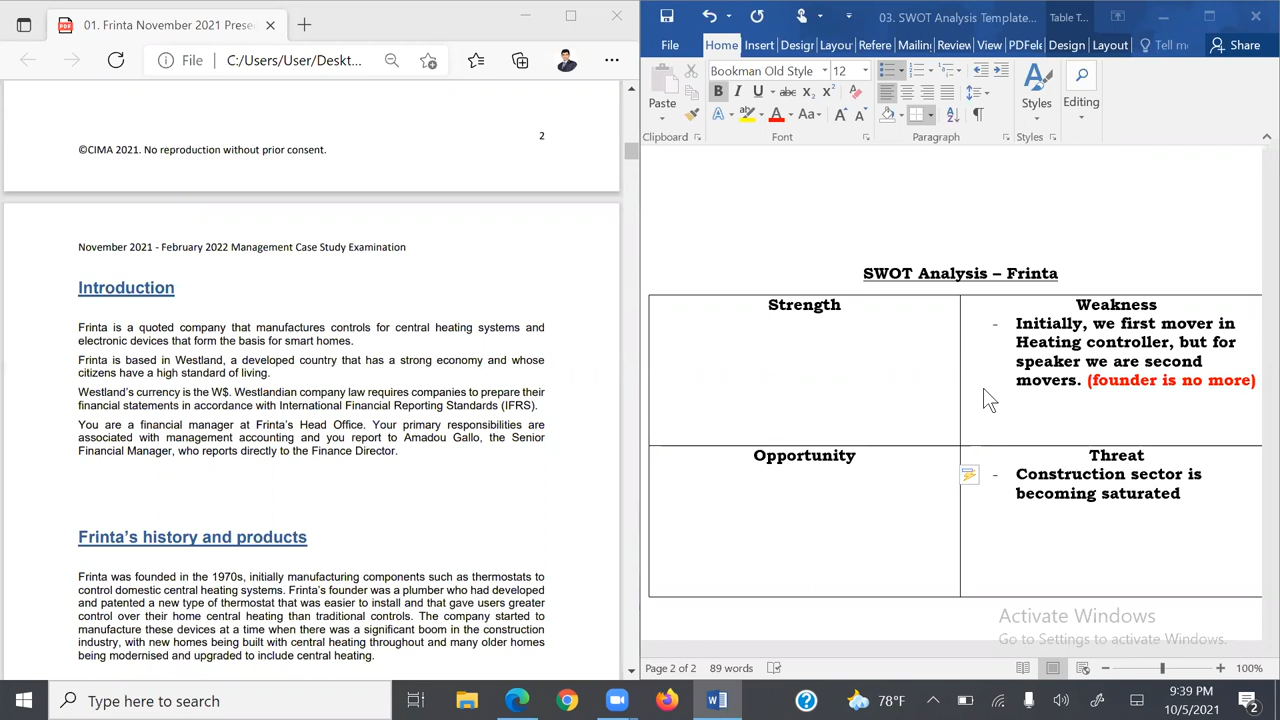 01. Frinta November 2021 Prese
File
C:/Users/User/Deskt...
2
©CIMA 2021. No reproduction without prior consent.
November 2021 - February 2022 Management Case Study Examination
Introduction
Frinta is a quoted company that manufactures controls for central heating systems and
electronic devices that form the basis for smart homes.
Frinta is based in Westland, a developed country that has a strong economy and whose
citizens have a high standard of living.
Westland's currency is the W$. Westlandian company law requires companies to prepare their
financial statements in accordance with International Financial Reporting Standards (IFRS).
You are a financial manager at Frinta's Head Office. Your primary responsibilities are
associated with management accounting and you report to Amadou Gallo, the Senior
Financial Manager, who reports directly to the Finance Director.
Frinta's history and products
Frinta was founded in the 1970s, initially manufacturing components such as thermostats to
control domestic central heating systems. Frinta's founder was a plumber who had developed
and patented a new type of thermostat that was easier to install and that gave users greater
control over their home central heating than traditional controls. The company started to
manufacture these devices at a time when there was a significant boom in the construction
industry, with new homes being built with central heating throughout and many older homes
being modernised and upgraded to include central heating.
03. SWOT Analysis Template...
Table T...
File Home Insert Design Layou Refere Mailin Review View PDFele Design Layout Tell me Share
Bookman Old Style 12
Paste
Styles
Editing
Clipboard Font Paragraph Styles
SWOT Analysis – Frinta
Strength
Weakness
- Initially, we first mover in
Heating controller, but for
speaker we are second
movers. (founder is no more)
Opportunity
Threat
- Construction sector is
becoming saturated
Activate Windows
Go to Settings to activate Windows.
Page 2 of 2 89 words 100%
Type here to search
78°F
9:39 PM
10/5/2021
2